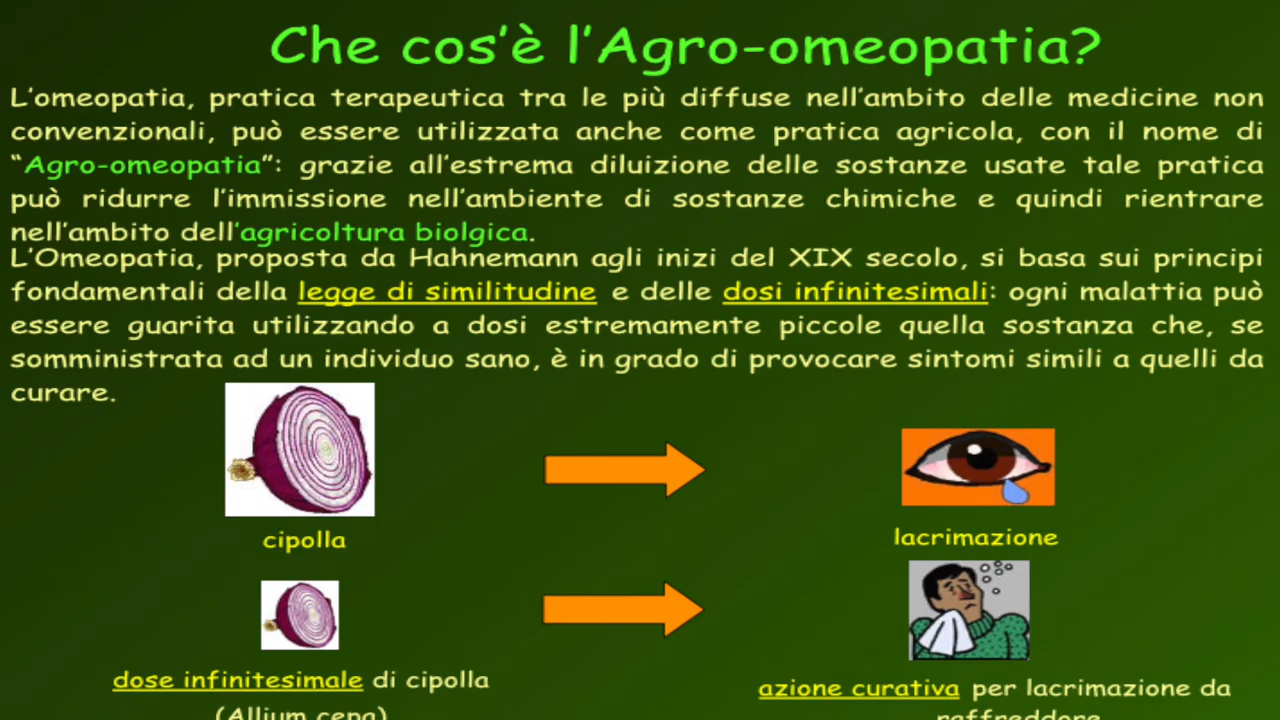 Che cos'è l'Agro-omeopatia?
L'omeopatia, pratica terapeutica tra le più diffuse nell'ambito delle medicine non
convenzionali, può essere utilizzata anche come pratica agricola, con il nome di
“Agro-omeopatia”: grazie all'estrema diluizione delle sostanze usate tale pratica
può ridurre l'immissione nell'ambiente di sostanze chimiche e quindi rientrare
nell'ambito dell'agricoltura biolgica.
L'Omeopatia, proposta da Hahnemann agli inizi del XIX secolo, si basa sui principi
fondamentali della legge di similitudine e delle dosi infinitesimali: ogni malattia può
essere guarita utilizzando a dosi estremamente piccole quella sostanza che, se
somministrata ad un individuo sano, è in grado di provocare sintomi simili a quelli da
curare.
cipolla
lacrimazione
dose infinitesimale di cipolla
(Allium cepa)
azione curativa per lacrimazione da
raffreddore